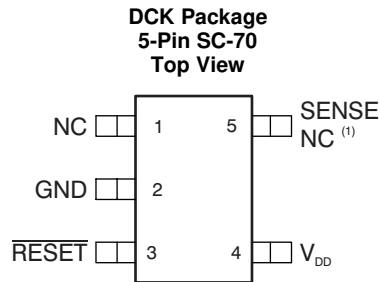 DCK Package
5-Pin SC-70
Top View
NC 1 5 SENSE
NC (1)
GND 2
RESET 3 4 VDD